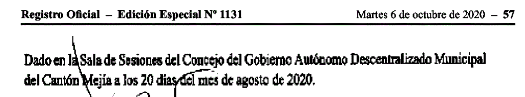 Registro Oficial – Edición Especial Nº 1131 Martes 6 de octubre de 2020 – 57
Dado en la Sala de Sesiones del Concejo del Gobierno Autónomo Descentralizado Municipal
del Cantón Mejía a los 20 días del mes de agosto de 2020.